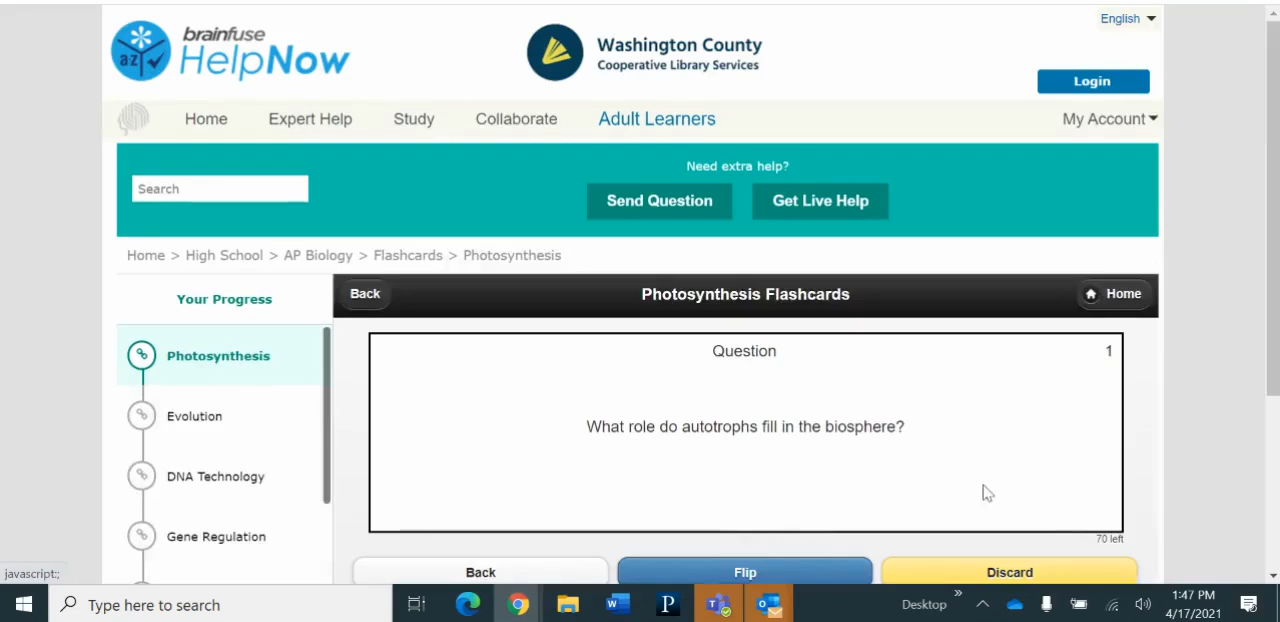 English
brainfuse
HelpNow
az
Washington County
Cooperative Library Services
Login
Home
Expert Help
Study
Collaborate
Adult Learners
My Account
Need extra help?
Search
Send Question
Get Live Help
Home > High School > AP Biology > Flashcards > Photosynthesis
Your Progress
Back
Photosynthesis Flashcards
Home
Question
1
Photosynthesis
Evolution
What role do autotrophs fill in the biosphere?
DNA Technology
Gene Regulation
70 left
Back
Flip
Discard
javascript:;
Type here to search
Desktop
1:47 PM
4/17/2021